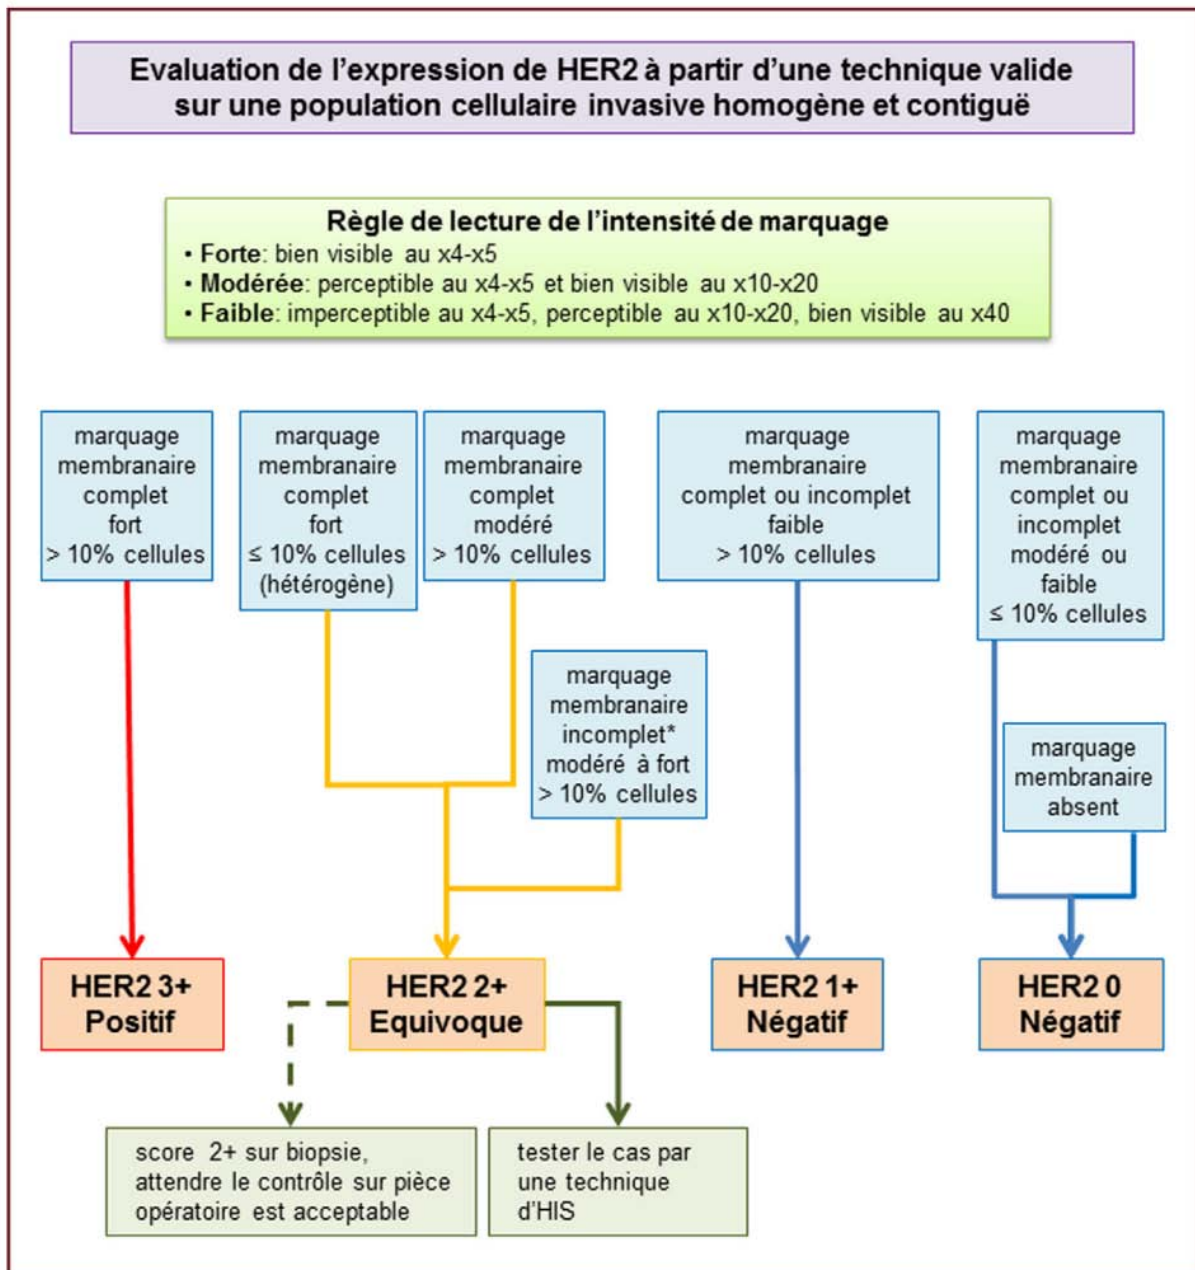 Evaluation de l'expression de HER2 à partir d'une technique valide
sur une population cellulaire invasive homogène et contiguë
Règle de lecture de l'intensité de marquage
• Forte: bien visible au x4-x5
• Modérée: perceptible au x4-x5 et bien visible au x10-x20
• Faible: imperceptible au x4-x5, perceptible au x10-x20, bien visible au x40
marquage
membranaire
complet
fort
> 10% cellules
marquage
membranaire
complet
fort
≤ 10% cellules
(hétérogène)
marquage
membranaire
complet
modéré
> 10% cellules
marquage
membranaire
incomplet*
modéré à fort
> 10% cellules
marquage
membranaire
complet ou incomplet
faible
> 10% cellules
marquage
membranaire
complet ou
incomplet
modéré ou
faible
≤ 10% cellules
marquage
membranaire
absent
HER2 3+
Positif
HER2 2+
Equivoque
HER2 1+
Négatif
HER2 0
Négatif
score 2+ sur biopsie,
attendre le contrôle sur pièce
opératoire est acceptable
tester le cas par
une technique
d'HIS